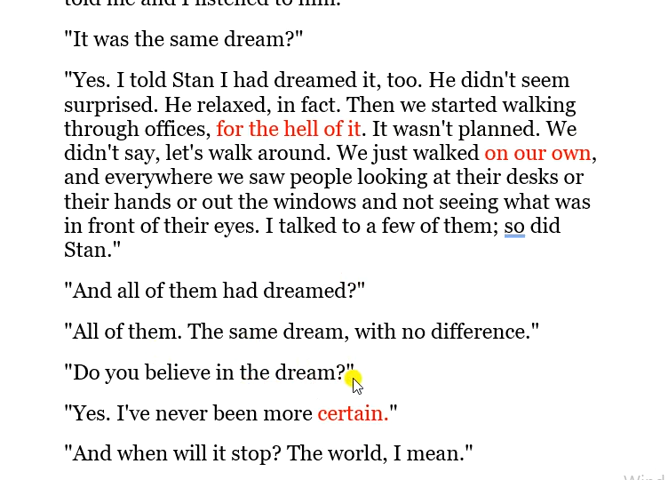 told me and I listened to him.
"It was the same dream?"
"Yes. I told Stan I had dreamed it, too. He didn't seem
surprised. He relaxed, in fact. Then we started walking
through offices, for the hell of it. It wasn't planned. We
didn't say, let's walk around. We just walked on our own,
and everywhere we saw people looking at their desks or
their hands or out the windows and not seeing what was
in front of their eyes. I talked to a few of them; so did
Stan."
"And all of them had dreamed?"
"All of them. The same dream, with no difference."
"Do you believe in the dream?"
"Yes. I've never been more certain."
"And when will it stop? The world, I mean."